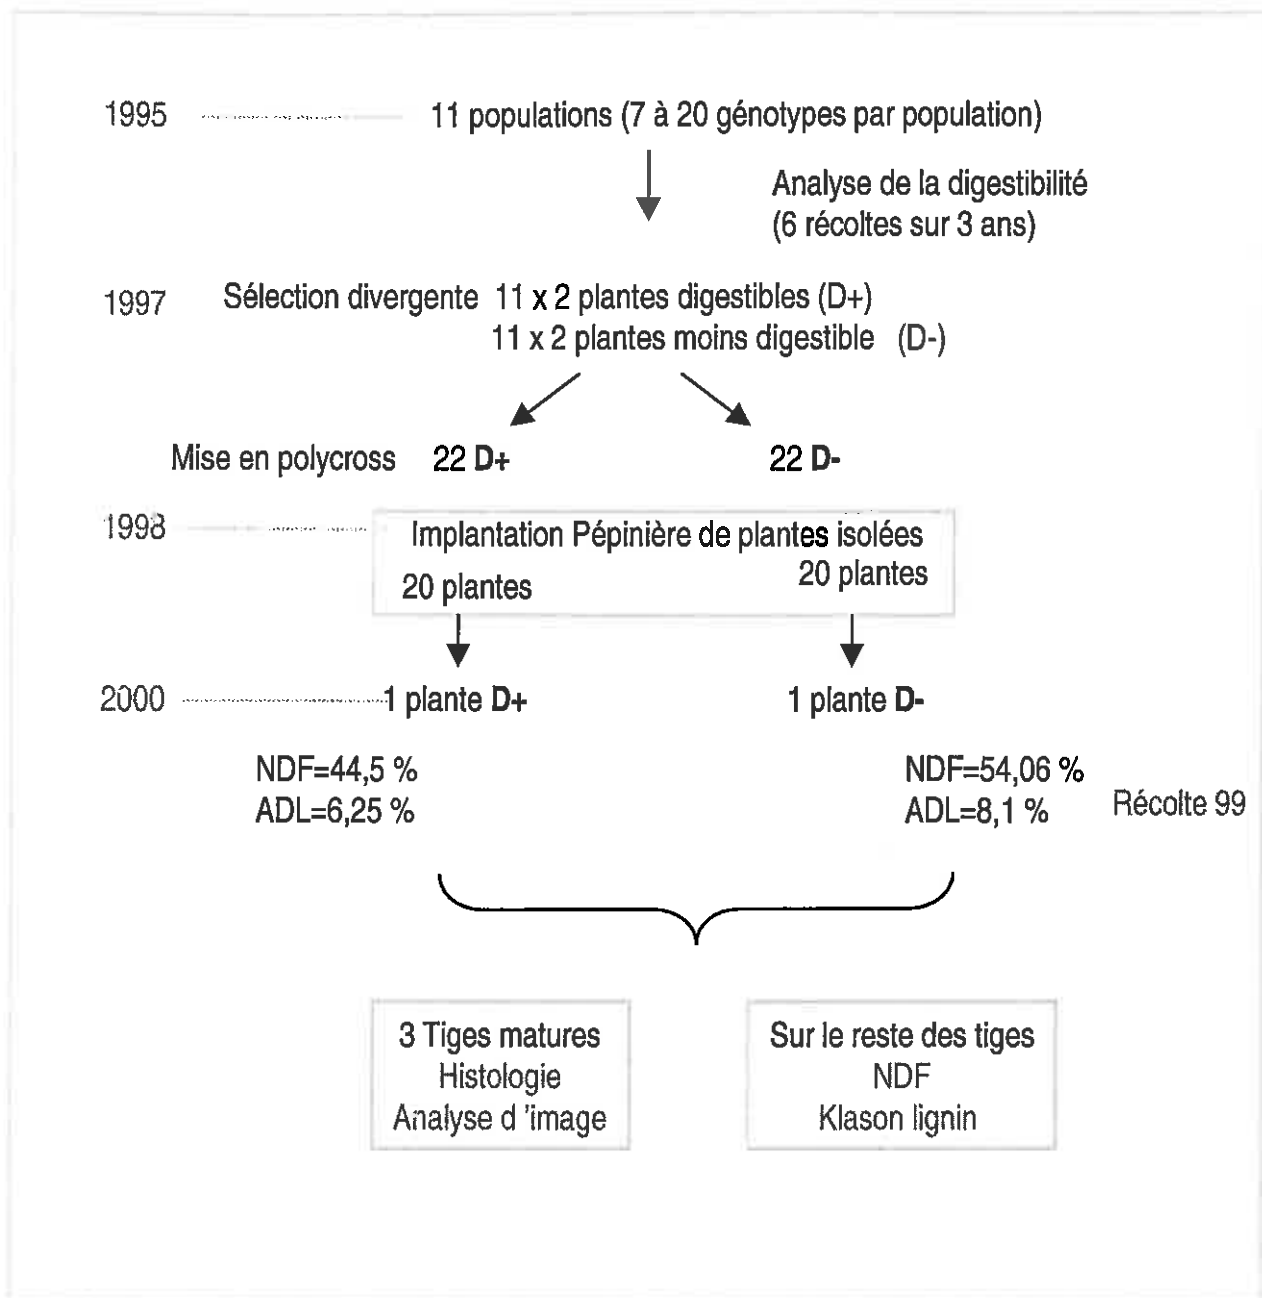 1995 11 populations (7 à 20 génotypes par population)
Analyse de la digestibilité
(6 récoltes sur 3 ans)
1997 Sélection divergente 11 x 2 plantes digestibles (D+)
11 x 2 plantes moins digestible (D-)
Mise en polycross 22 D+ 22 D-
1998
Implantation Pépinière de plantes isolées
20 plantes 20 plantes
2000 1 plante D+ 1 plante D-
NDF=44,5 % NDF=54,06 %
ADL=6,25 % ADL=8,1 % Récolte 99
3 Tiges matures
Histologie
Analyse d 'image
Sur le reste des tiges
NDF
Klason lignin